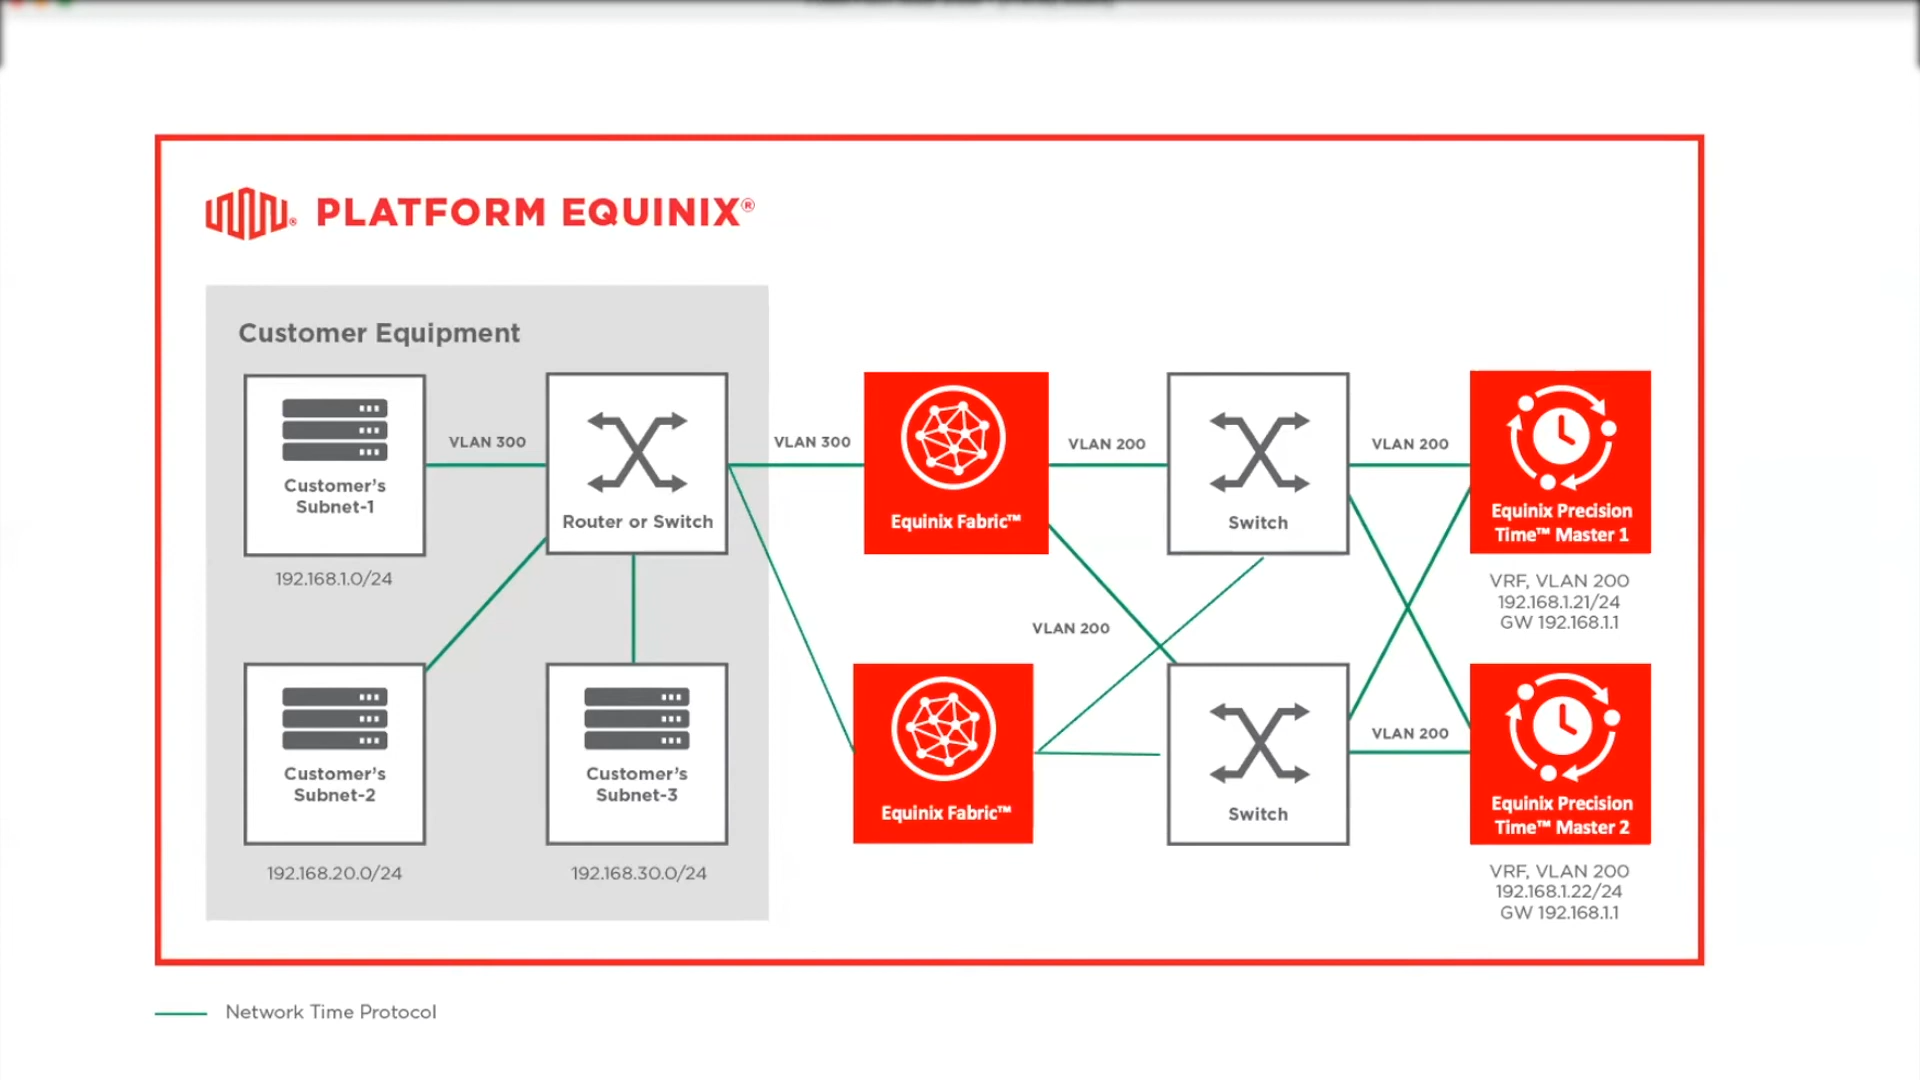 PLATFORM EQUINIX®
Customer Equipment
Customer's
Subnet-1
192.168.1.0/24
VLAN 300
Router or Switch
VLAN 300
Equinix Fabric™
VLAN 200
Switch
VLAN 200
Equinix Precision
Time™ Master 1
VRF, VLAN 200
192.168.1.21/24
GW 192.168.1.1
VLAN 200
Customer's
Subnet-2
192.168.20.0/24
Customer's
Subnet-3
192.168.30.0/24
Equinix Fabric™
Switch
VLAN 200
Equinix Precision
Time™ Master 2
VRF, VLAN 200
192.168.1.22/24
GW 192.168.1.1
Network Time Protocol